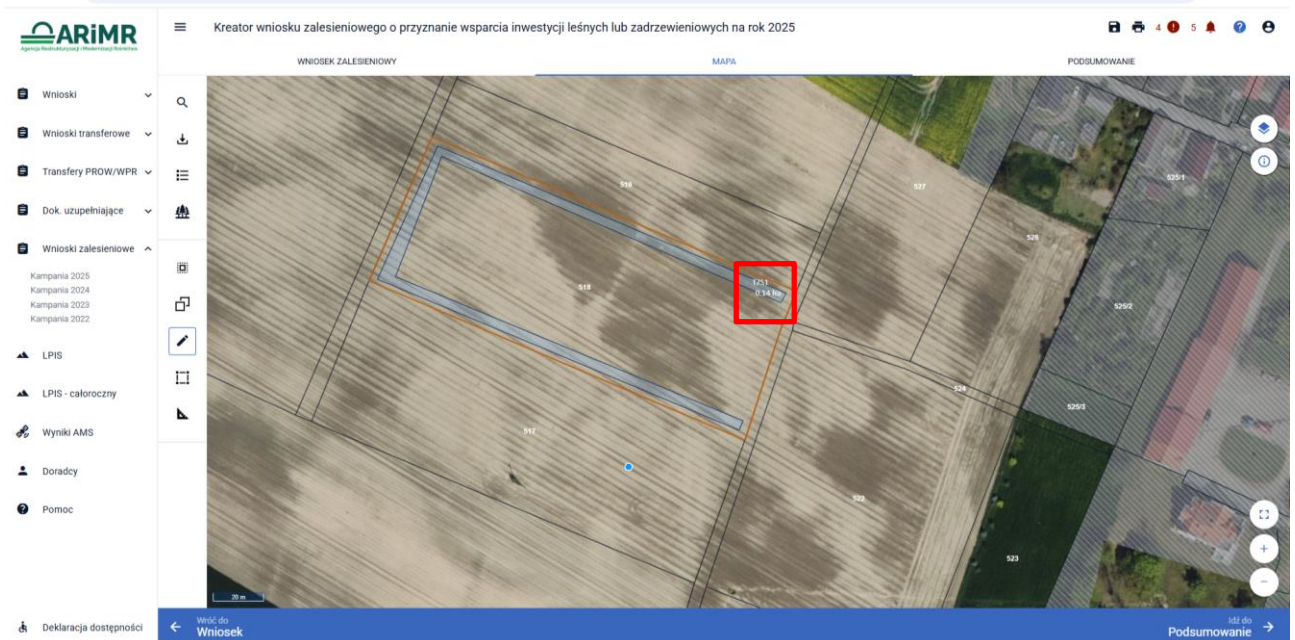 ARiMR
Agencja Restrukturyzacji i Modernizacji Rolnictwa
Kreator wniosku zalesieniowego o przyznanie wsparcia inwestycji leśnych lub zadrzewieniowych na rok 2025
4
5
WNIOSEK ZALESIENIOWY
MAPA
PODSUMOWANIE
Wnioski
Wnioski transferowe
Transfery PROW/WPR
Dok. uzupełniające
Wnioski zalesieniowe
Kampania 2025
Kampania 2024
Kampania 2023
Kampania 2022
LPIS
LPIS - całoroczny
Wyniki AMS
Doradcy
Pomoc
Deklaracja dostępności
519
527
525/1
526
518
0.14 ha
525/2
524
525/3
517
522
523
20 m
Wróć do
Wniosek
Idź do
Podsumowanie